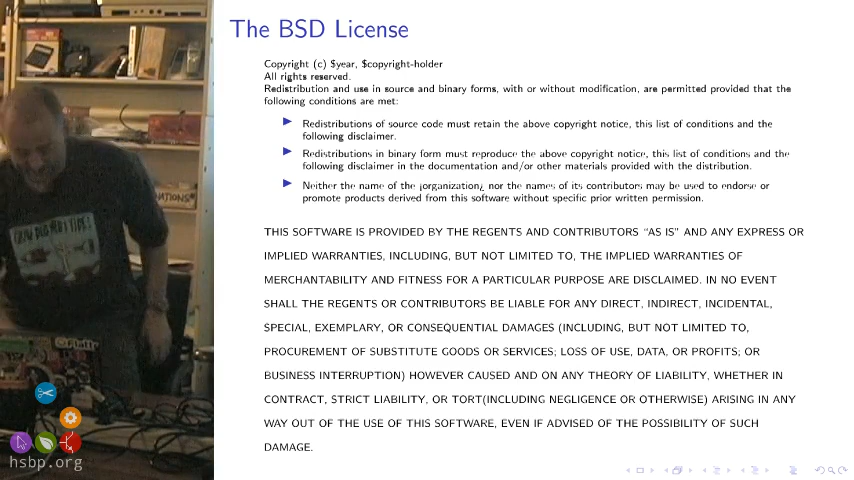 The BSD License
Copyright (c) $year, $copyright-holder
All rights reserved.
Redistribution and use in source and binary forms, with or without modification, are permitted provided that the
following conditions are met:
Redistributions of source code must retain the above copyright notice, this list of conditions and the
following disclaimer.
Redistributions in binary form must reproduce the above copyright notice, this list of conditions and the
following disclaimer in the documentation and/or other materials provided with the distribution.
Neither the name of the ¡organization¿ nor the names of its contributors may be used to endorse or
promote products derived from this software without specific prior written permission.
THIS SOFTWARE IS PROVIDED BY THE REGENTS AND CONTRIBUTORS “AS IS” AND ANY EXPRESS OR
IMPLIED WARRANTIES, INCLUDING, BUT NOT LIMITED TO, THE IMPLIED WARRANTIES OF
MERCHANTABILITY AND FITNESS FOR A PARTICULAR PURPOSE ARE DISCLAIMED. IN NO EVENT
SHALL THE REGENTS OR CONTRIBUTORS BE LIABLE FOR ANY DIRECT, INDIRECT, INCIDENTAL,
SPECIAL, EXEMPLARY, OR CONSEQUENTIAL DAMAGES (INCLUDING, BUT NOT LIMITED TO,
PROCUREMENT OF SUBSTITUTE GOODS OR SERVICES; LOSS OF USE, DATA, OR PROFITS; OR
BUSINESS INTERRUPTION) HOWEVER CAUSED AND ON ANY THEORY OF LIABILITY, WHETHER IN
CONTRACT, STRICT LIABILITY, OR TORT(INCLUDING NEGLIGENCE OR OTHERWISE) ARISING IN ANY
WAY OUT OF THE USE OF THIS SOFTWARE, EVEN IF ADVISED OF THE POSSIBILITY OF SUCH
DAMAGE.
hsbp.org